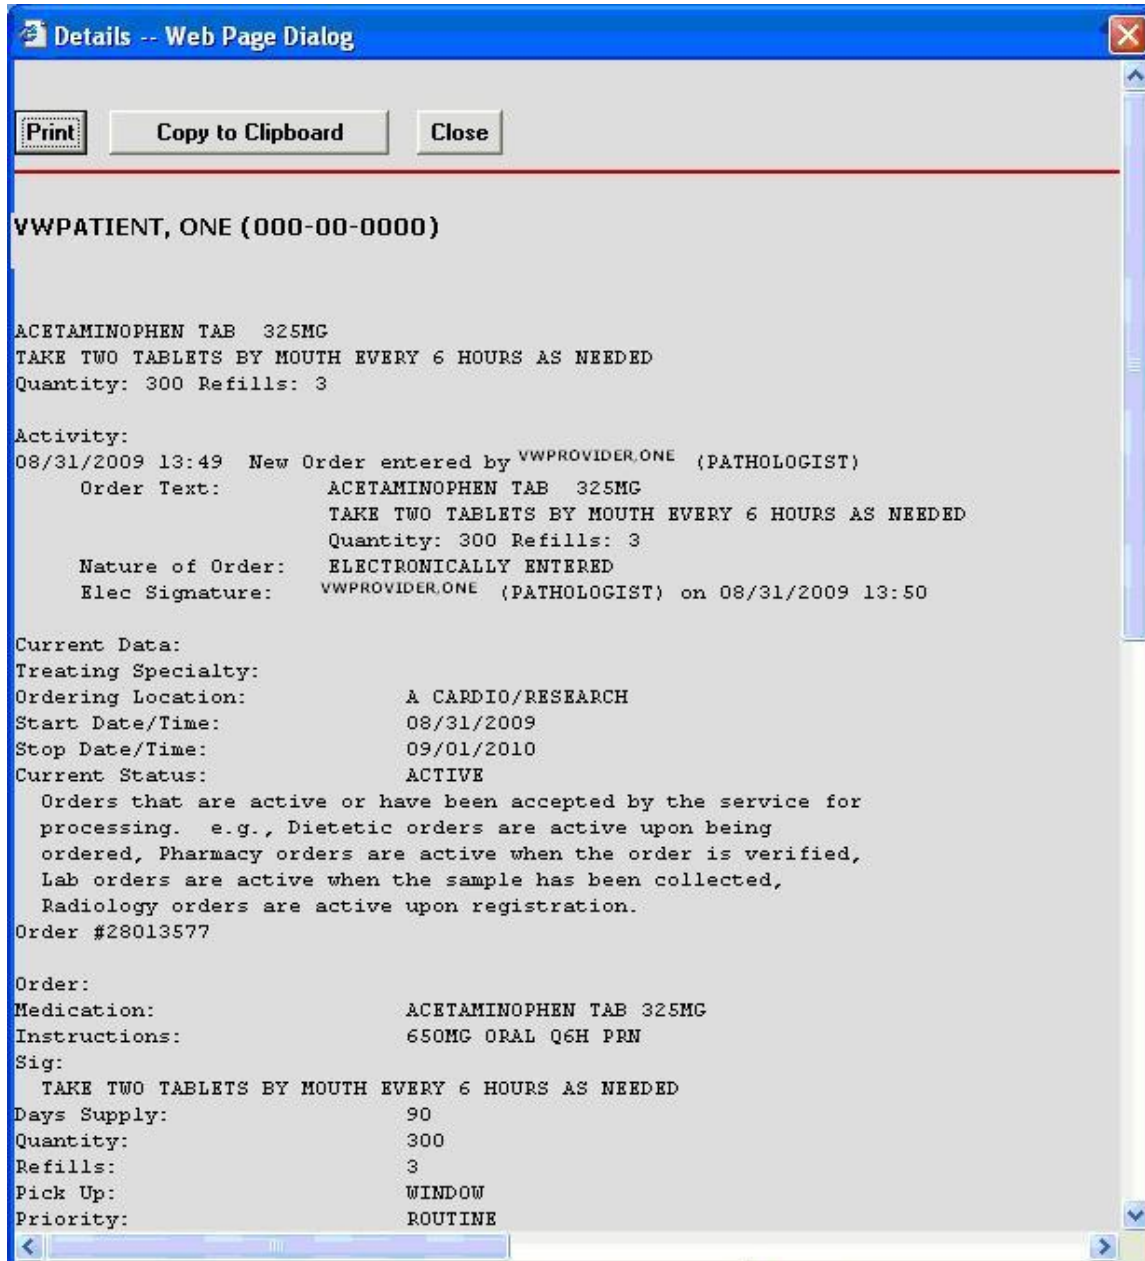 Details -- Web Page Dialog
Print Copy to Clipboard Close
VWPATIENT, ONE (000-00-0000)
ACETAMINOPHEN TAB  325MG
TAKE TWO TABLETS BY MOUTH EVERY 6 HOURS AS NEEDED
Quantity: 300 Refills: 3
Activity:
08/31/2009 13:49  New Order entered by VWPROVIDER,ONE (PATHOLOGIST)
Order Text: ACETAMINOPHEN TAB  325MG
TAKE TWO TABLETS BY MOUTH EVERY 6 HOURS AS NEEDED
Quantity: 300 Refills: 3
Nature of Order: ELECTRONICALLY ENTERED
Elec Signature: VWPROVIDER,ONE (PATHOLOGIST) on 08/31/2009 13:50
Current Data:
Treating Specialty:
Ordering Location: A CARDIO/RESEARCH
Start Date/Time: 08/31/2009
Stop Date/Time: 09/01/2010
Current Status: ACTIVE
Orders that are active or have been accepted by the service for
processing.  e.g., Dietetic orders are active upon being
ordered, Pharmacy orders are active when the order is verified,
Lab orders are active when the sample has been collected,
Radiology orders are active upon registration.
Order #28013577
Order:
Medication: ACETAMINOPHEN TAB 325MG
Instructions: 650MG ORAL Q6H PRN
Sig:
TAKE TWO TABLETS BY MOUTH EVERY 6 HOURS AS NEEDED
Days Supply: 90
Quantity: 300
Refills: 3
Pick Up: WINDOW
Priority: ROUTINE